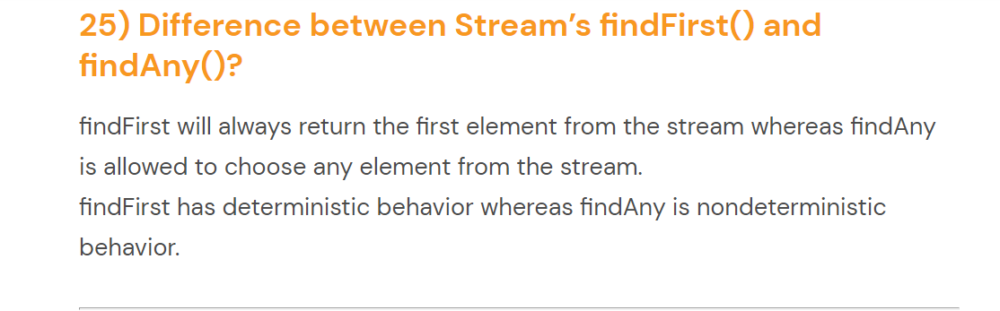 25) Difference between Stream’s findFirst() and
findAny()?
findFirst will always return the first element from the stream whereas findAny
is allowed to choose any element from the stream.
findFirst has deterministic behavior whereas findAny is nondeterministic
behavior.